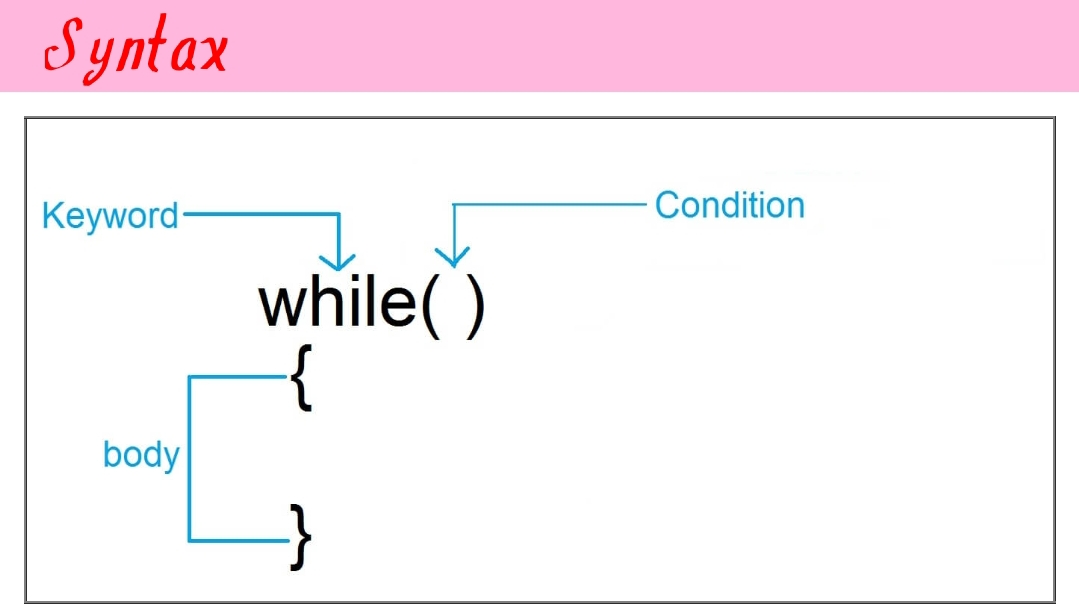 Syntax
Keyword
Condition
while( )
{
body
}